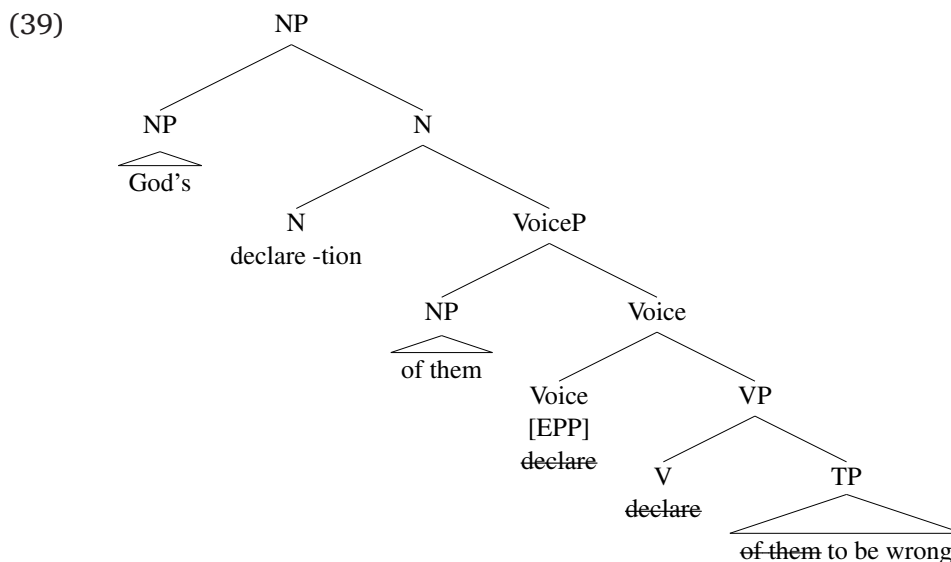 (39) NP
NP N
God's
N VoiceP
declare -tion
NP Voice
of them
Voice VP
[EPP]
declare
V TP
declare
of them to be wrong